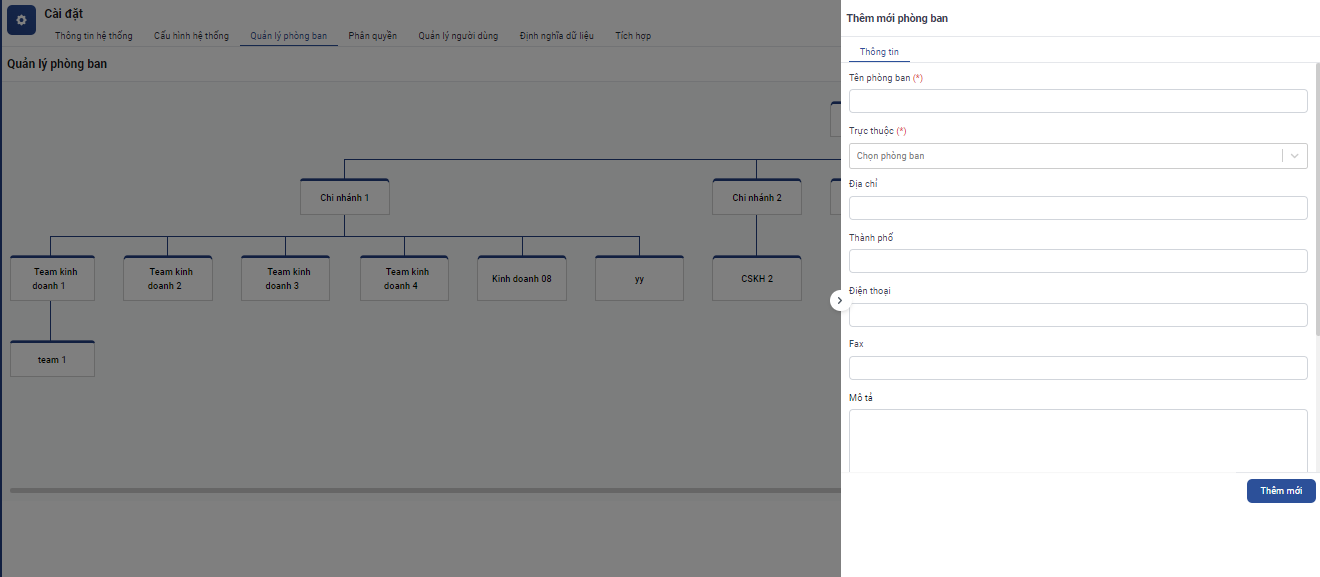 Cài đặt
Thông tin hệ thống
Cấu hình hệ thống
Quản lý phòng ban
Phân quyền
Quản lý người dùng
Định nghĩa dữ liệu
Tích hợp
Quản lý phòng ban
Chi nhánh 1
Chi nhánh 2
Team kinh
doanh 1
Team kinh
doanh 2
Team kinh
doanh 3
Team kinh
doanh 4
Kinh doanh 08
yy
CSKH 2
team 1
Thêm mới phòng ban
Thông tin
Tên phòng ban (*)
Trực thuộc (*)
Chọn phòng ban
Địa chỉ
Thành phố
Điện thoại
Fax
Mô tả
Thêm mới